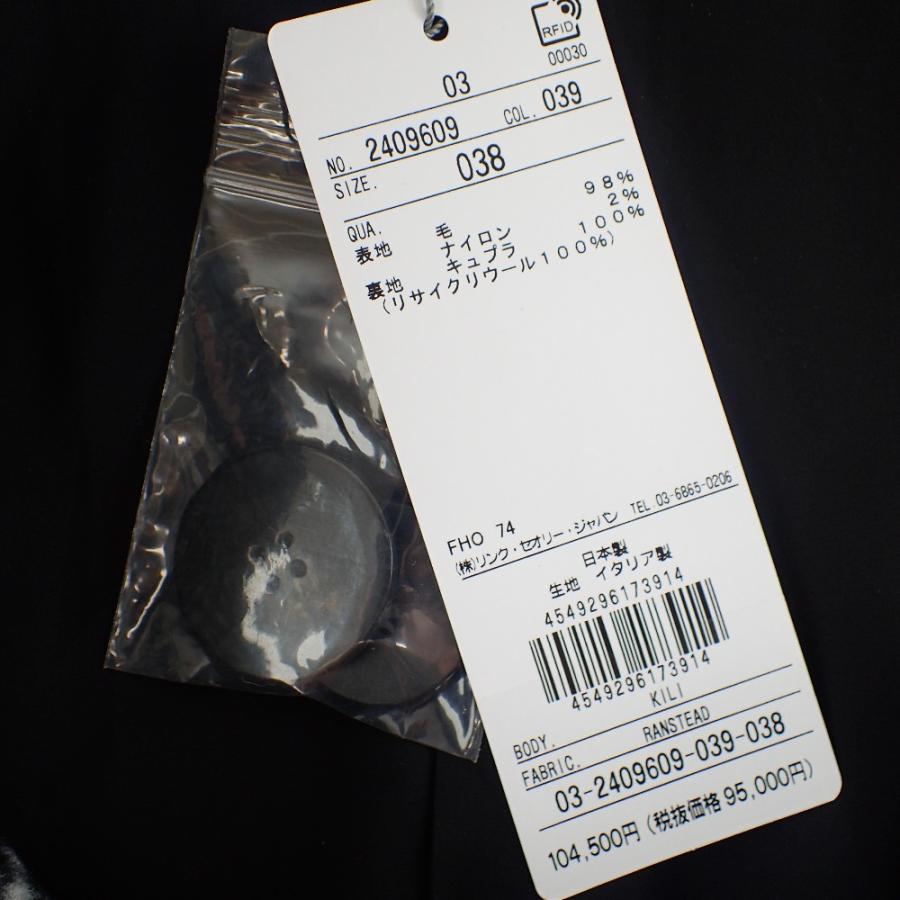 RFID
00030
03
NO. 2409609 COL. 039
SIZE. 038
QUA.
表地 毛 98%
ナイロン 2%
裏地 キュプラ 100%
(リサイクリウール100%)
FHO 74
(株)リンク・セオリー・ジャパン TEL.03-6865-0206
日本製
生地 イタリア製
4549296173914
4549296173914
KILI
BODY. RANSTEAD
FABRIC.
03-2409609-039-038
104,500円(税抜価格95,000円)